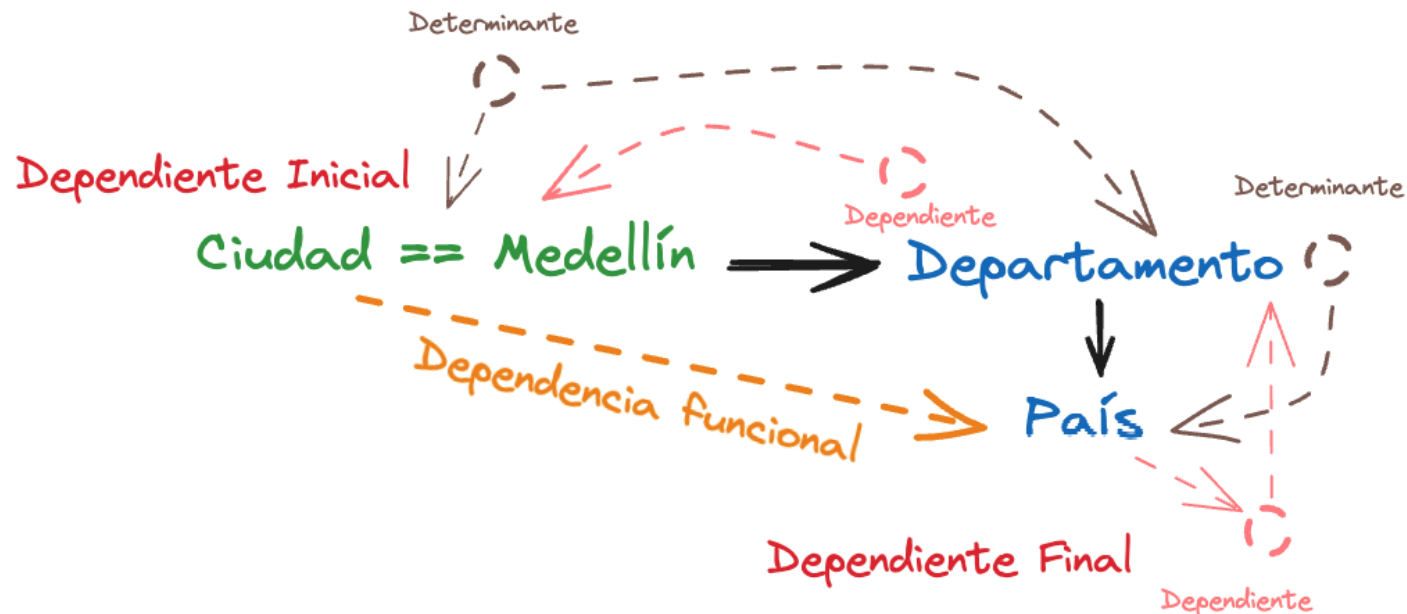 Determinante
Dependiente Inicial
Dependiente
Determinante
Ciudad == Medellín
Departamento
Dependencia funcional
País
Dependiente Final
Dependiente